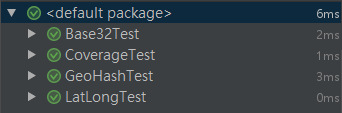 <default package> 6ms
Base32Test 2ms
CoverageTest 1ms
GeoHashTest 3ms
LatLongTest 0ms